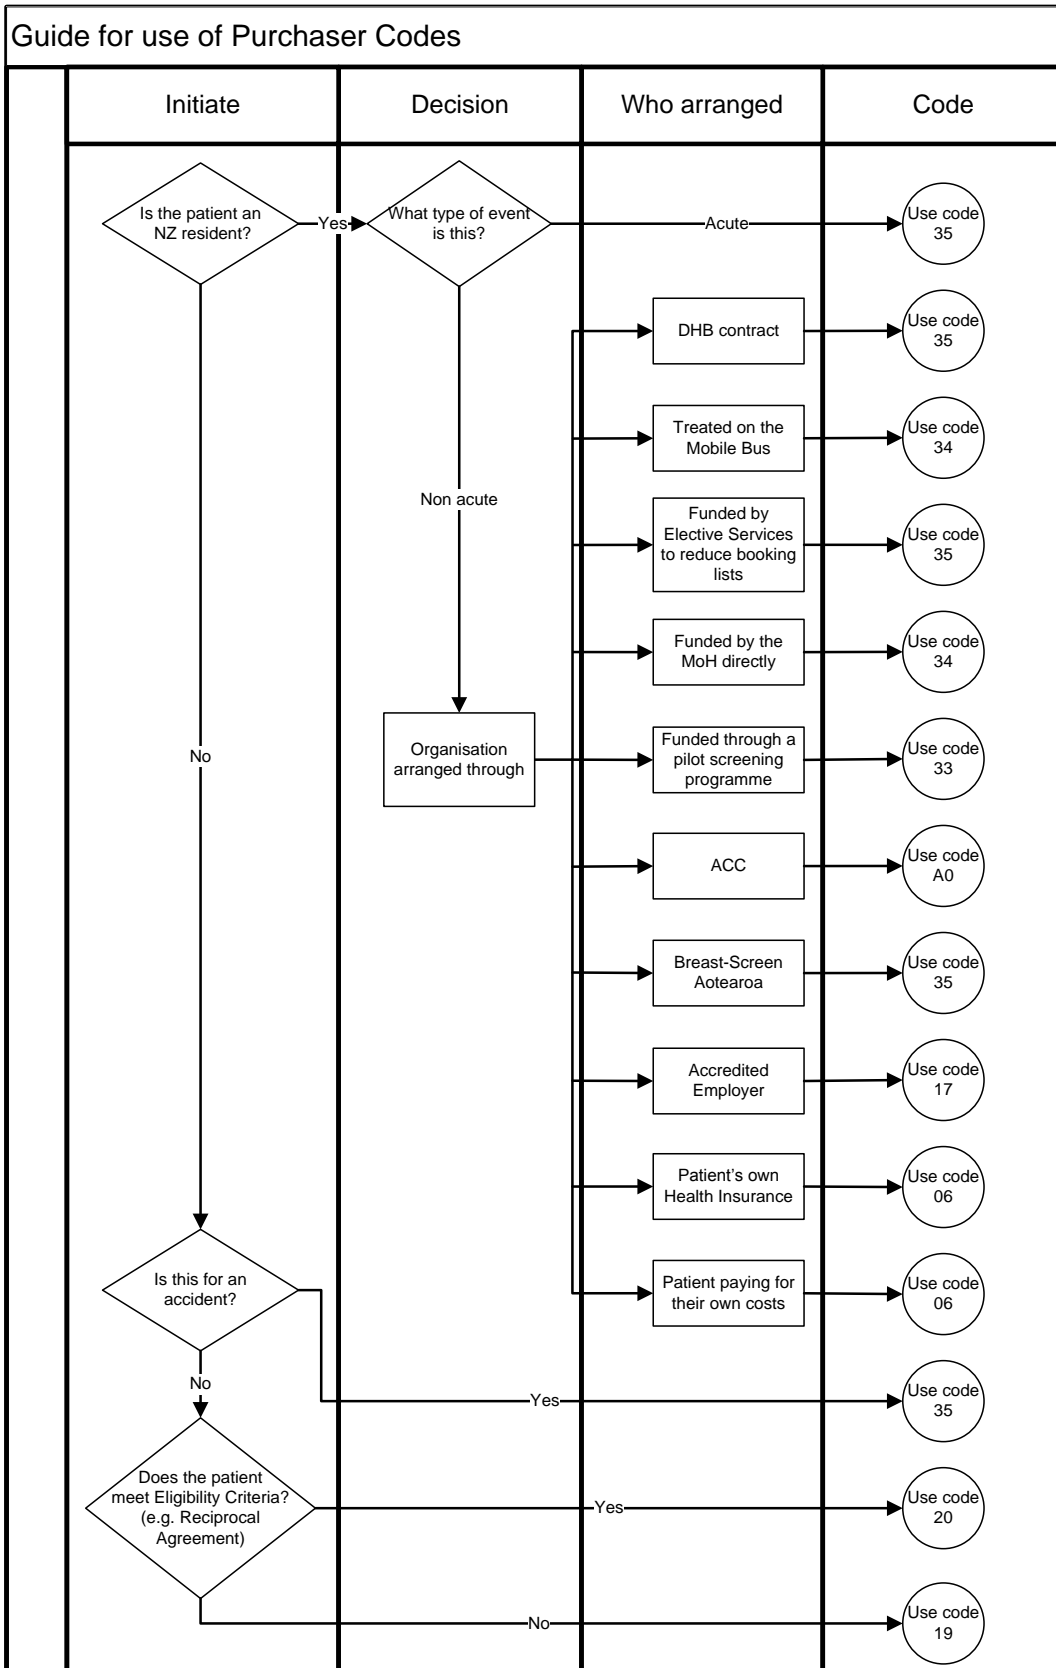 Guide for use of Purchaser Codes
Initiate
Decision
Who arranged
Code
Is the patient an
NZ resident?
Yes
What type of event
is this?
Acute
Use code
35
DHB contract
Use code
35
Treated on the
Mobile Bus
Use code
34
Non acute
Funded by
Elective Services
to reduce booking
lists
Use code
35
Funded by the
MoH directly
Use code
34
No
Organisation
arranged through
Funded through a
pilot screening
programme
Use code
33
ACC
Use code
A0
Breast-Screen
Aotearoa
Use code
35
Accredited
Employer
Use code
17
Patient's own
Health Insurance
Use code
06
Is this for an
accident?
Patient paying for
their own costs
Use code
06
No
Yes
Use code
35
Does the patient
meet Eligibility Criteria?
(e.g. Reciprocal
Agreement)
Yes
Use code
20
No
Use code
19